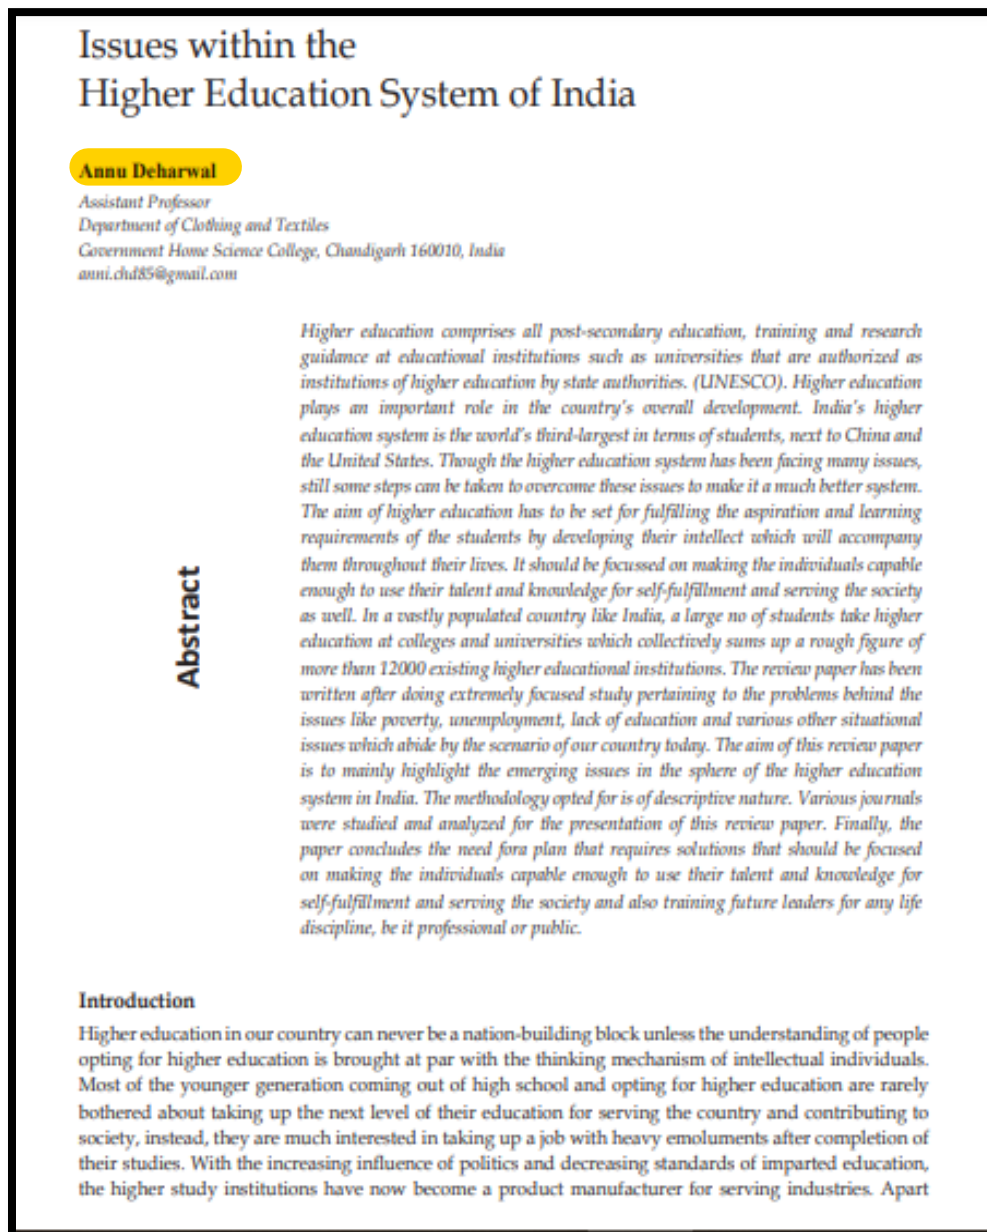 Issues within the
Higher Education System of India
Annu Deharwal
Assistant Professor
Department of Clothing and Textiles
Government Home Science College, Chandigarh 160010, India
anni.chd85@gmail.com
Abstract
Higher education comprises all post-secondary education, training and research
guidance at educational institutions such as universities that are authorized as
institutions of higher education by state authorities. (UNESCO). Higher education
plays an important role in the country's overall development. India's higher
education system is the world's third-largest in terms of students, next to China and
the United States. Though the higher education system has been facing many issues,
still some steps can be taken to overcome these issues to make it a much better system.
The aim of higher education has to be set for fulfilling the aspiration and learning
requirements of the students by developing their intellect which will accompany
them throughout their lives. It should be focussed on making the individuals capable
enough to use their talent and knowledge for self-fulfillment and serving the society
as well. In a vastly populated country like India, a large no of students take higher
education at colleges and universities which collectively sums up a rough figure of
more than 12000 existing higher educational institutions. The review paper has been
written after doing extremely focused study pertaining to the problems behind the
issues like poverty, unemployment, lack of education and various other situational
issues which abide by the scenario of our country today. The aim of this review paper
is to mainly highlight the emerging issues in the sphere of the higher education
system in India. The methodology opted for is of descriptive nature. Various journals
were studied and analyzed for the presentation of this review paper. Finally, the
paper concludes the need fora plan that requires solutions that should be focused
on making the individuals capable enough to use their talent and knowledge for
self-fulfillment and serving the society and also training future leaders for any life
discipline, be it professional or public.
Introduction
Higher education in our country can never be a nation-building block unless the understanding of people
opting for higher education is brought at par with the thinking mechanism of intellectual individuals.
Most of the younger generation coming out of high school and opting for higher education are rarely
bothered about taking up the next level of their education for serving the country and contributing to
society, instead, they are much interested in taking up a job with heavy emoluments after completion of
their studies. With the increasing influence of politics and decreasing standards of imparted education,
the higher study institutions have now become a product manufacturer for serving industries. Apart